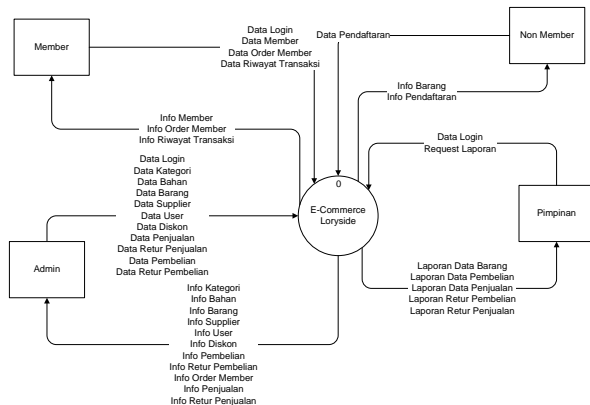 Member
Data Login
Data Member
Data Order Member
Data Riwayat Transaksi
Data Pendaftaran
Non Member
Info Barang
Info Pendaftaran
Info Member
Info Order Member
Info Riwayat Transaksi
Data Login
Request Laporan
Data Login
Data Kategori
Data Bahan
Data Barang
Data Supplier
Data User
Data Diskon
Data Penjualan
Data Retur Penjualan
Data Pembelian
Data Retur Pembelian
0
E-Commerce
Loryside
Pimpinan
Admin
Laporan Data Barang
Laporan Data Pembelian
Laporan Data Penjualan
Laporan Retur Pembelian
Laporan Retur Penjualan
Info Kategori
Info Bahan
Info Barang
Info Supplier
Info User
Info Diskon
Info Pembelian
Info Retur Pembelian
Info Order Member
Info Penjualan
Info Retur Penjualan